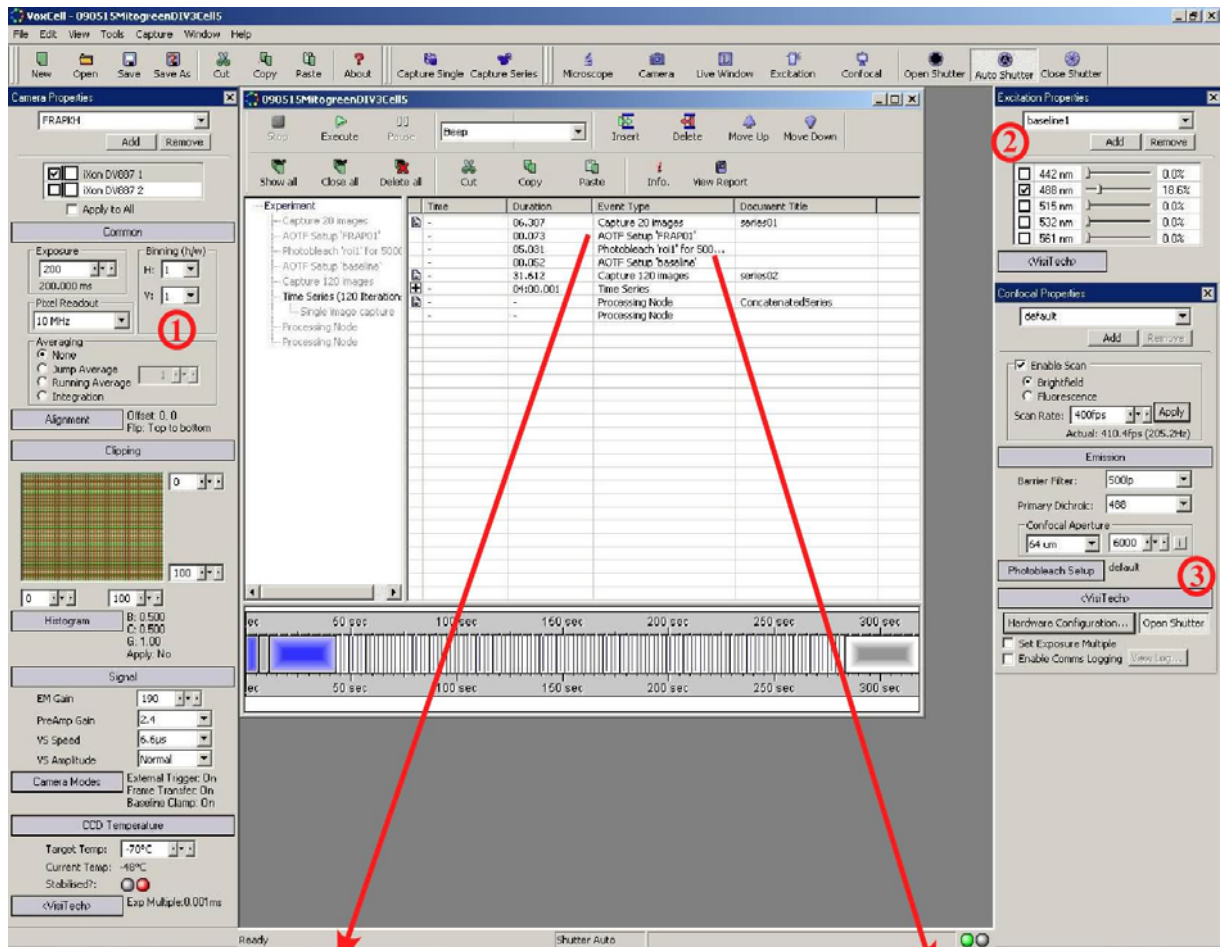 VoxCell - 090515MitogreenDIV3Cell5
File Edit View Tools Capture Window Help
New Open Save Save As Cut Copy Paste About Capture Single Capture Series Microscope Camera Live Window Excitation Confocal Open Shutter Auto Shutter Close Shutter
Camera Properties
FRAPKH
Add Remove
iXon DV887 1
iXon DV887 2
Apply to All
Common
Exposure
200
200.000 ms
Binning (h/w)
H: 1
V: 1
Pixel Readout
10 MHz
1
Averaging
None
Jump Average
Running Average
Integration
1
Alignment
Offset: 0, 0
Flip: Top to bottom
Clipping
0
100
0 100
Histogram
B: 0.500
C: 0.500
G: 1.00
Apply: No
Signal
EM Gain 190
PreAmp Gain 2.4
VS Speed 6.6µs
VS Amplitude Normal
Camera Modes
External Trigger: On
Frame Transfer: On
Baseline Clamp: On
CCD Temperature
Target Temp: -70°C
Current Temp: -48°C
Stabilised?:
<VisiTech>
Exp Multiple:0.001ms
090515MitogreenDIV3Cell5
Stop Execute Pause Beep Insert Delete Move Up Move Down
Show all Close all Delete all Cut Copy Paste Info. View Report
Experiment
Capture 20 images
AOTF Setup 'FRAP01'
Photobleach 'roi1' for 5000
AOTF Setup 'baseline'
Capture 120 images
Time Series (120 Iteration
Single image capture
Processing Node
Processing Node
Time Duration Event Type Document Title
- 06.307 Capture 20 images series01
- 00.073 AOTF Setup 'FRAP01'
- 05.031 Photobleach 'roi1' for 500...
- 00.052 AOTF Setup 'baseline'
- 31.612 Capture 120 images series02
- 04:00.001 Time Series
- - Processing Node ConcatenatedSeries
- - Processing Node
ec 50 sec 100 sec 150 sec 200 sec 250 sec 300 sec
ec 50 sec 100 sec 150 sec 200 sec 250 sec 300 sec
Excitation Properties
baseline1
2
Add Remove
442 nm 0.0%
488 nm 18.6%
515 nm 0.0%
532 nm 0.0%
561 nm 0.0%
<VisiTech>
Confocal Properties
default
Add Remove
Enable Scan
Brightfield
Fluorescence
Scan Rate: 400fps Apply
Actual: 410.4fps (205.2Hz)
Emission
Barrier Filter: 500lp
Primary Dichroic: 488
Confocal Aperture
64 um 6000
Photobleach Setup default
3
<VisiTech>
Hardware Configuration... Open Shutter
Set Exposure Multiple
Enable Comms Logging View Log...
Ready Shutter Auto